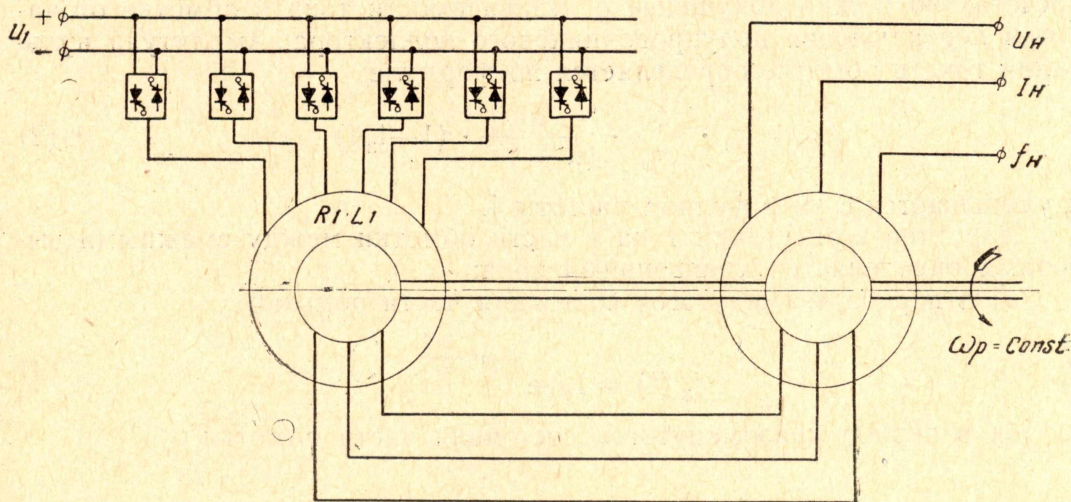 +
U₁
−
Uн
Iн
fн
R1·L1
ωр = const.